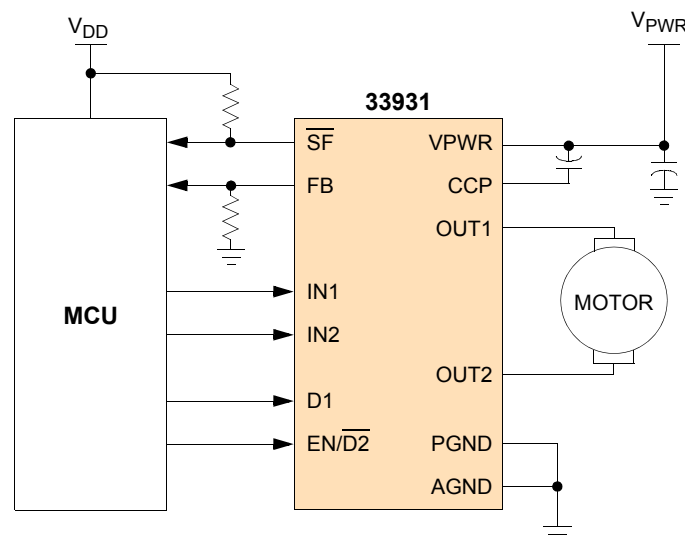 VDD
VPWR
33931
SF
VPWR
FB
CCP
OUT1
IN1
MCU
MOTOR
IN2
OUT2
D1
EN/D2
PGND
AGND